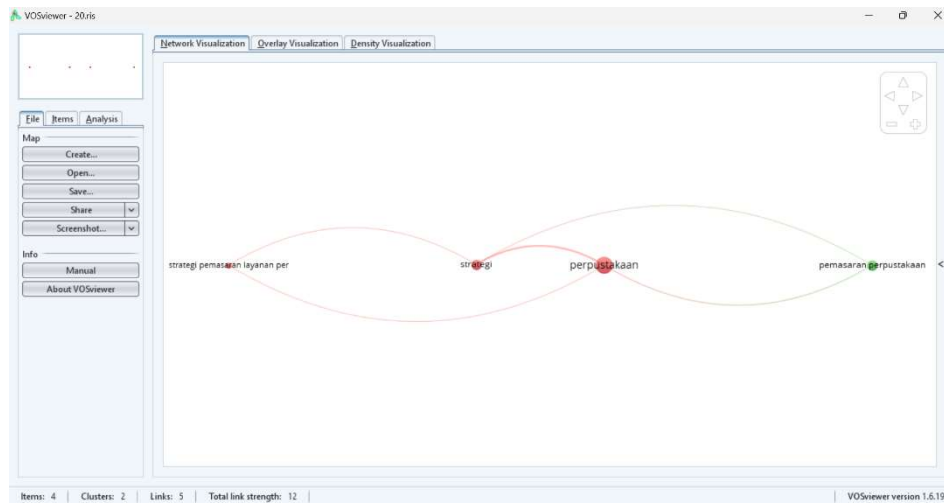 VOSviewer - 20.ris
Network Visualization Overlay Visualization Density Visualization
File Items Analysis
Map
Create...
Open...
Save...
Share
Screenshot...
Info
Manual
About VOSviewer
strategi pemasaran layanan per strategi perpustakaan pemasaran perpustakaan
Items: 4 Clusters: 2 Links: 5 Total link strength: 12 VOSviewer version 1.6.19